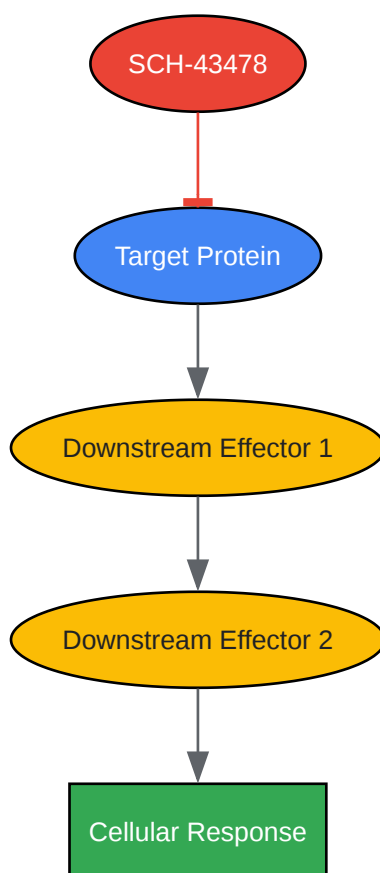 SCH-43478
Target Protein
Downstream Effector 1
Downstream Effector 2
Cellular Response